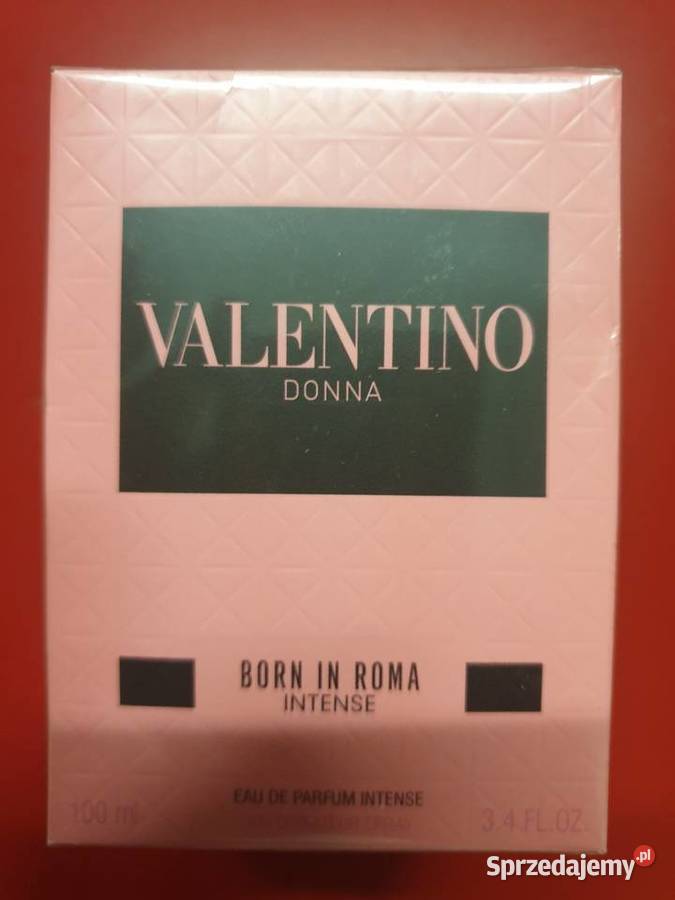 VALENTINO
DONNA
BORN IN ROMA
INTENSE
EAU DE PARFUM INTENSE
100 ml
3.4.FL.OZ.
Sprzedajemy.pl